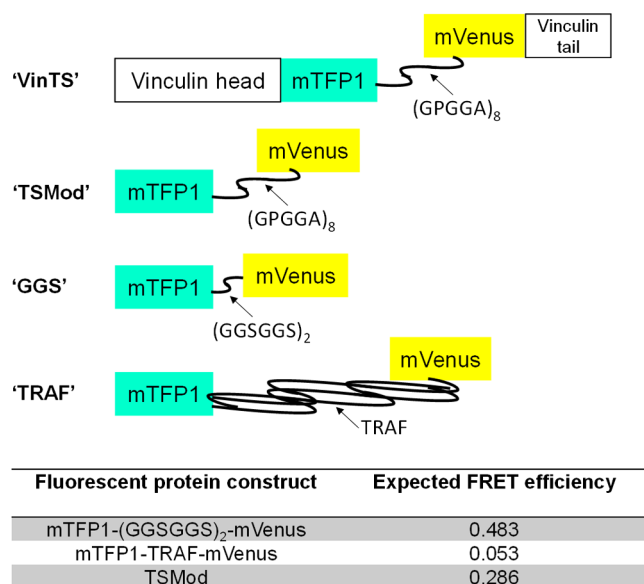 mVenus
Vinculin
tail
'VinTS'
Vinculin head
mTFP1
(GPGGA)8
mVenus
'TSMod'
mTFP1
(GPGGA)8
'GGS'
mTFP1
mVenus
(GGSGGS)2
mVenus
'TRAF'
mTFP1
TRAF
Fluorescent protein construct Expected FRET efficiency
mTFP1-(GGSGGS)2-mVenus 0.483
mTFP1-TRAF-mVenus 0.053
TSMod 0.286